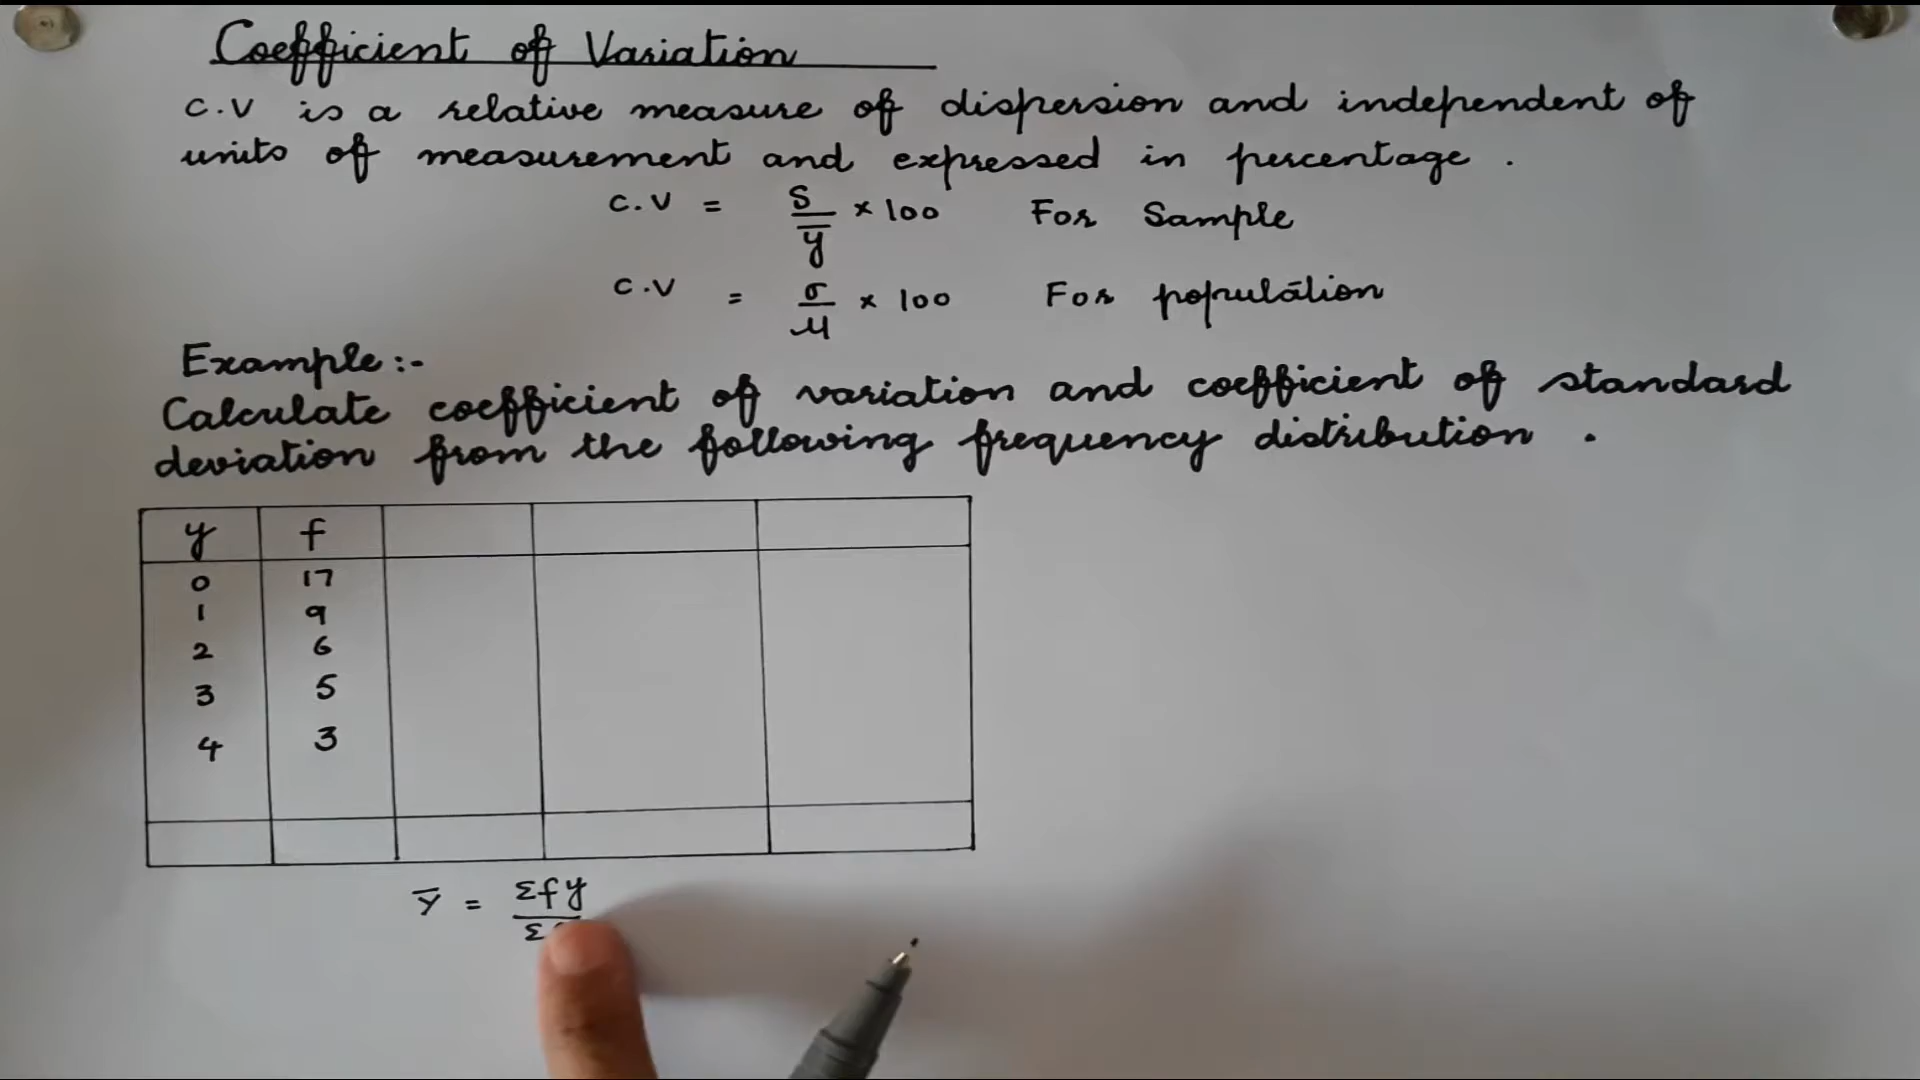 Coefficient of Variation
C.V is a relative measure of dispersion and independent of
units of measurement and expressed in percentage .
C.V = S/ȳ × 100 For Sample
C.V = σ/μ × 100 For population
Example:-
Calculate coefficient of variation and coefficient of standard
deviation from the following frequency distribution .
y f
0 17
1 9
2 6
3 5
4 3
Ȳ = Σfy
Σ